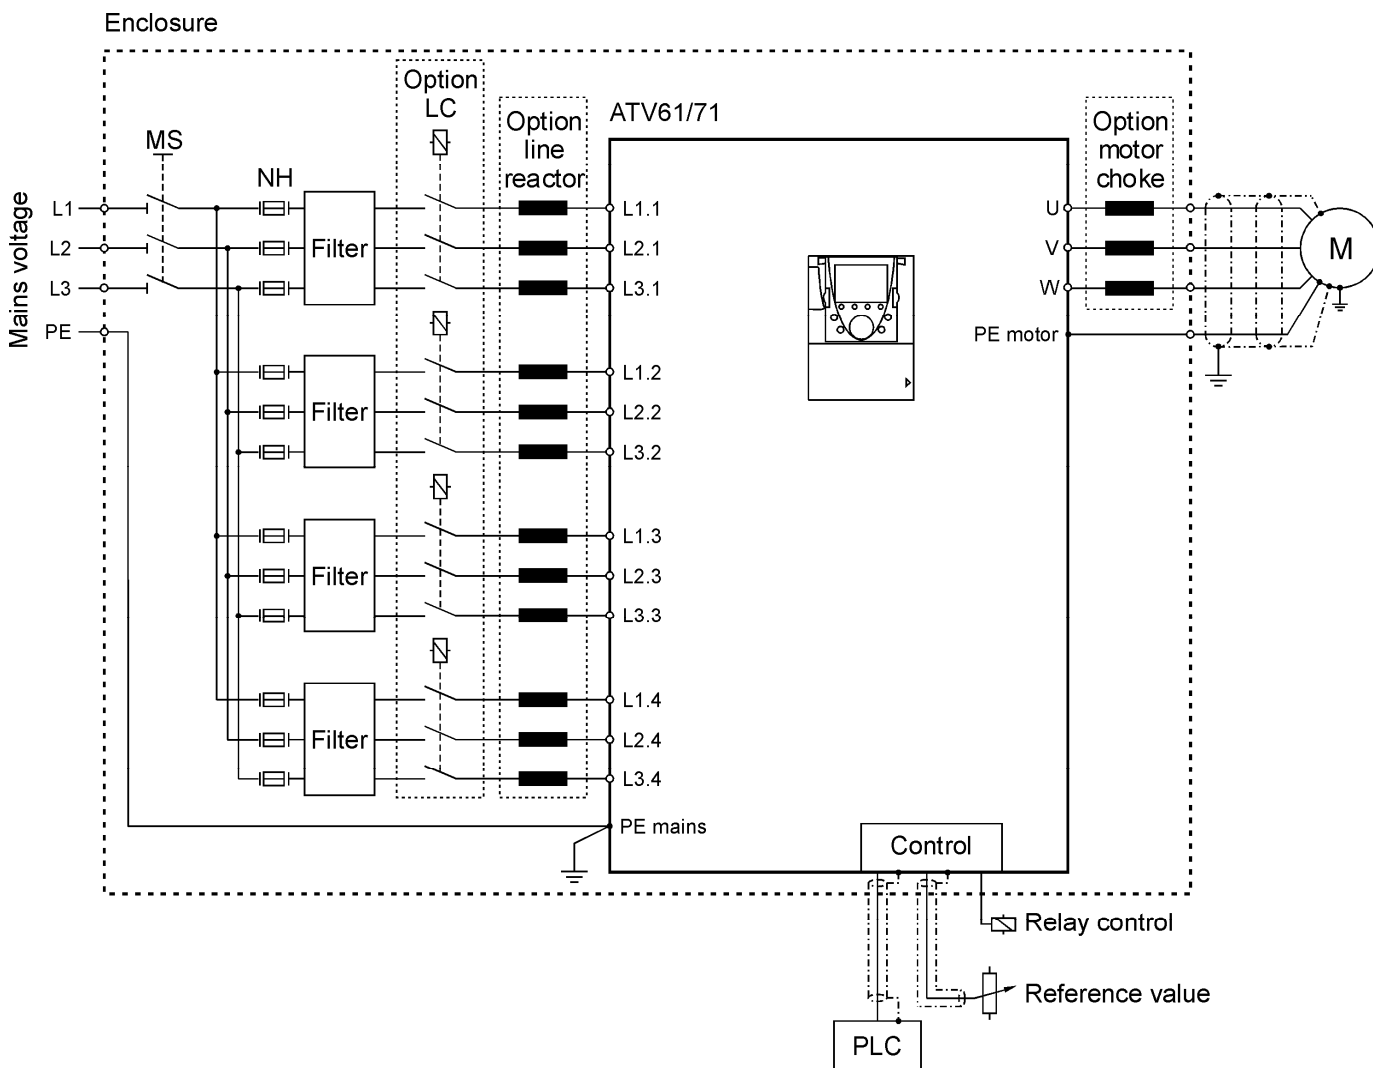 Enclosure
Option
LC
ATV61/71
Option
line
reactor
Option
motor
choke
MS
NH
Mains voltage
L1
L2
L3
PE
Filter
L1.1
L2.1
L3.1
U
V
W
PE motor
M
Filter
L1.2
L2.2
L3.2
Filter
L1.3
L2.3
L3.3
Filter
L1.4
L2.4
L3.4
PE mains
Control
Relay control
Reference value
PLC